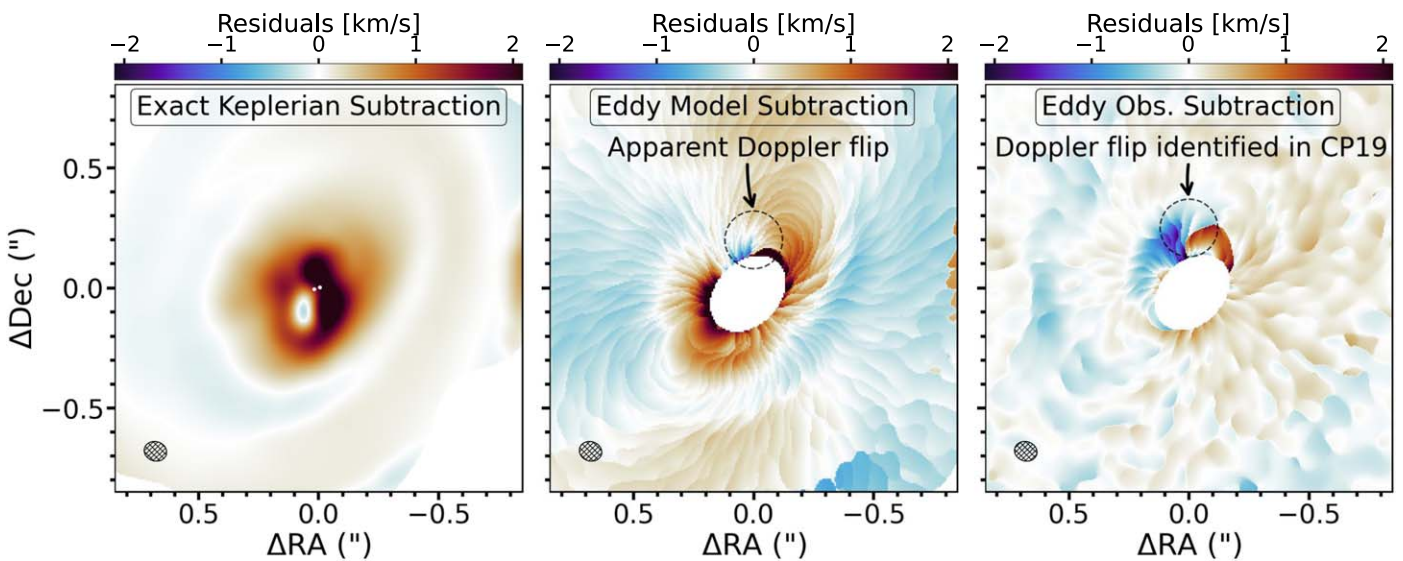 Residuals [km/s]
−2 −1 0 1 2
Exact Keplerian Subtraction
0.5
0.0
−0.5
ΔDec (")
0.5 0.0 −0.5
ΔRA (")
Residuals [km/s]
−2 −1 0 1 2
Eddy Model Subtraction
Apparent Doppler flip
0.5 0.0 −0.5
ΔRA (")
Residuals [km/s]
−2 −1 0 1 2
Eddy Obs. Subtraction
Doppler flip identified in CP19
0.5 0.0 −0.5
ΔRA (")